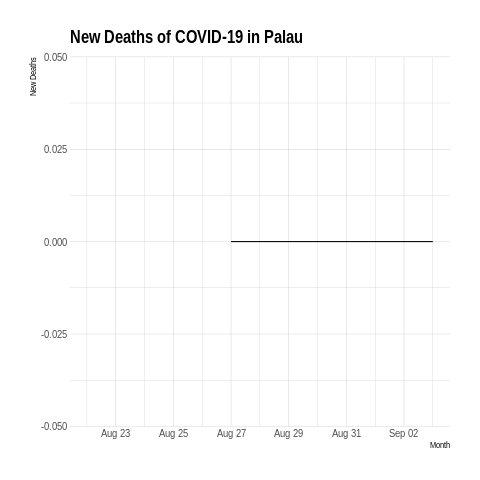 New Deaths of COVID-19 in Palau
New Deaths
0.050
0.025
0.000
-0.025
-0.050
Aug 23 Aug 25 Aug 27 Aug 29 Aug 31 Sep 02
Month